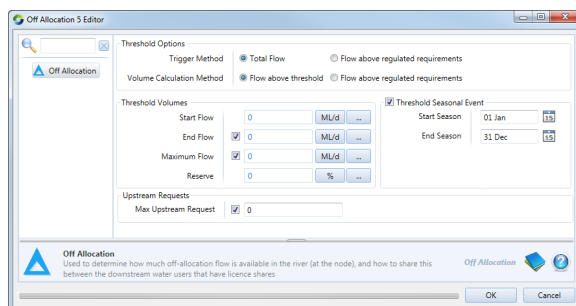 Off Allocation 5 Editor
Threshold Options
Trigger Method Total Flow Flow above regulated requirements
Off Allocation
Volume Calculation Method Flow above threshold Flow above regulated requirements
Threshold Volumes Threshold Seasonal Event
Start Flow 0 ML/d ... Start Season 01 Jan 15
End Flow 0 ML/d ... End Season 31 Dec 15
Maximum Flow 0 ML/d ...
Reserve 0 % ...
Upstream Requests
Max Upstream Request 0
Off Allocation
Used to determine how much off-allocation flow is available in the river (at the node), and how to share this
between the downstream water users that have licence shares
Off Allocation
OK Cancel